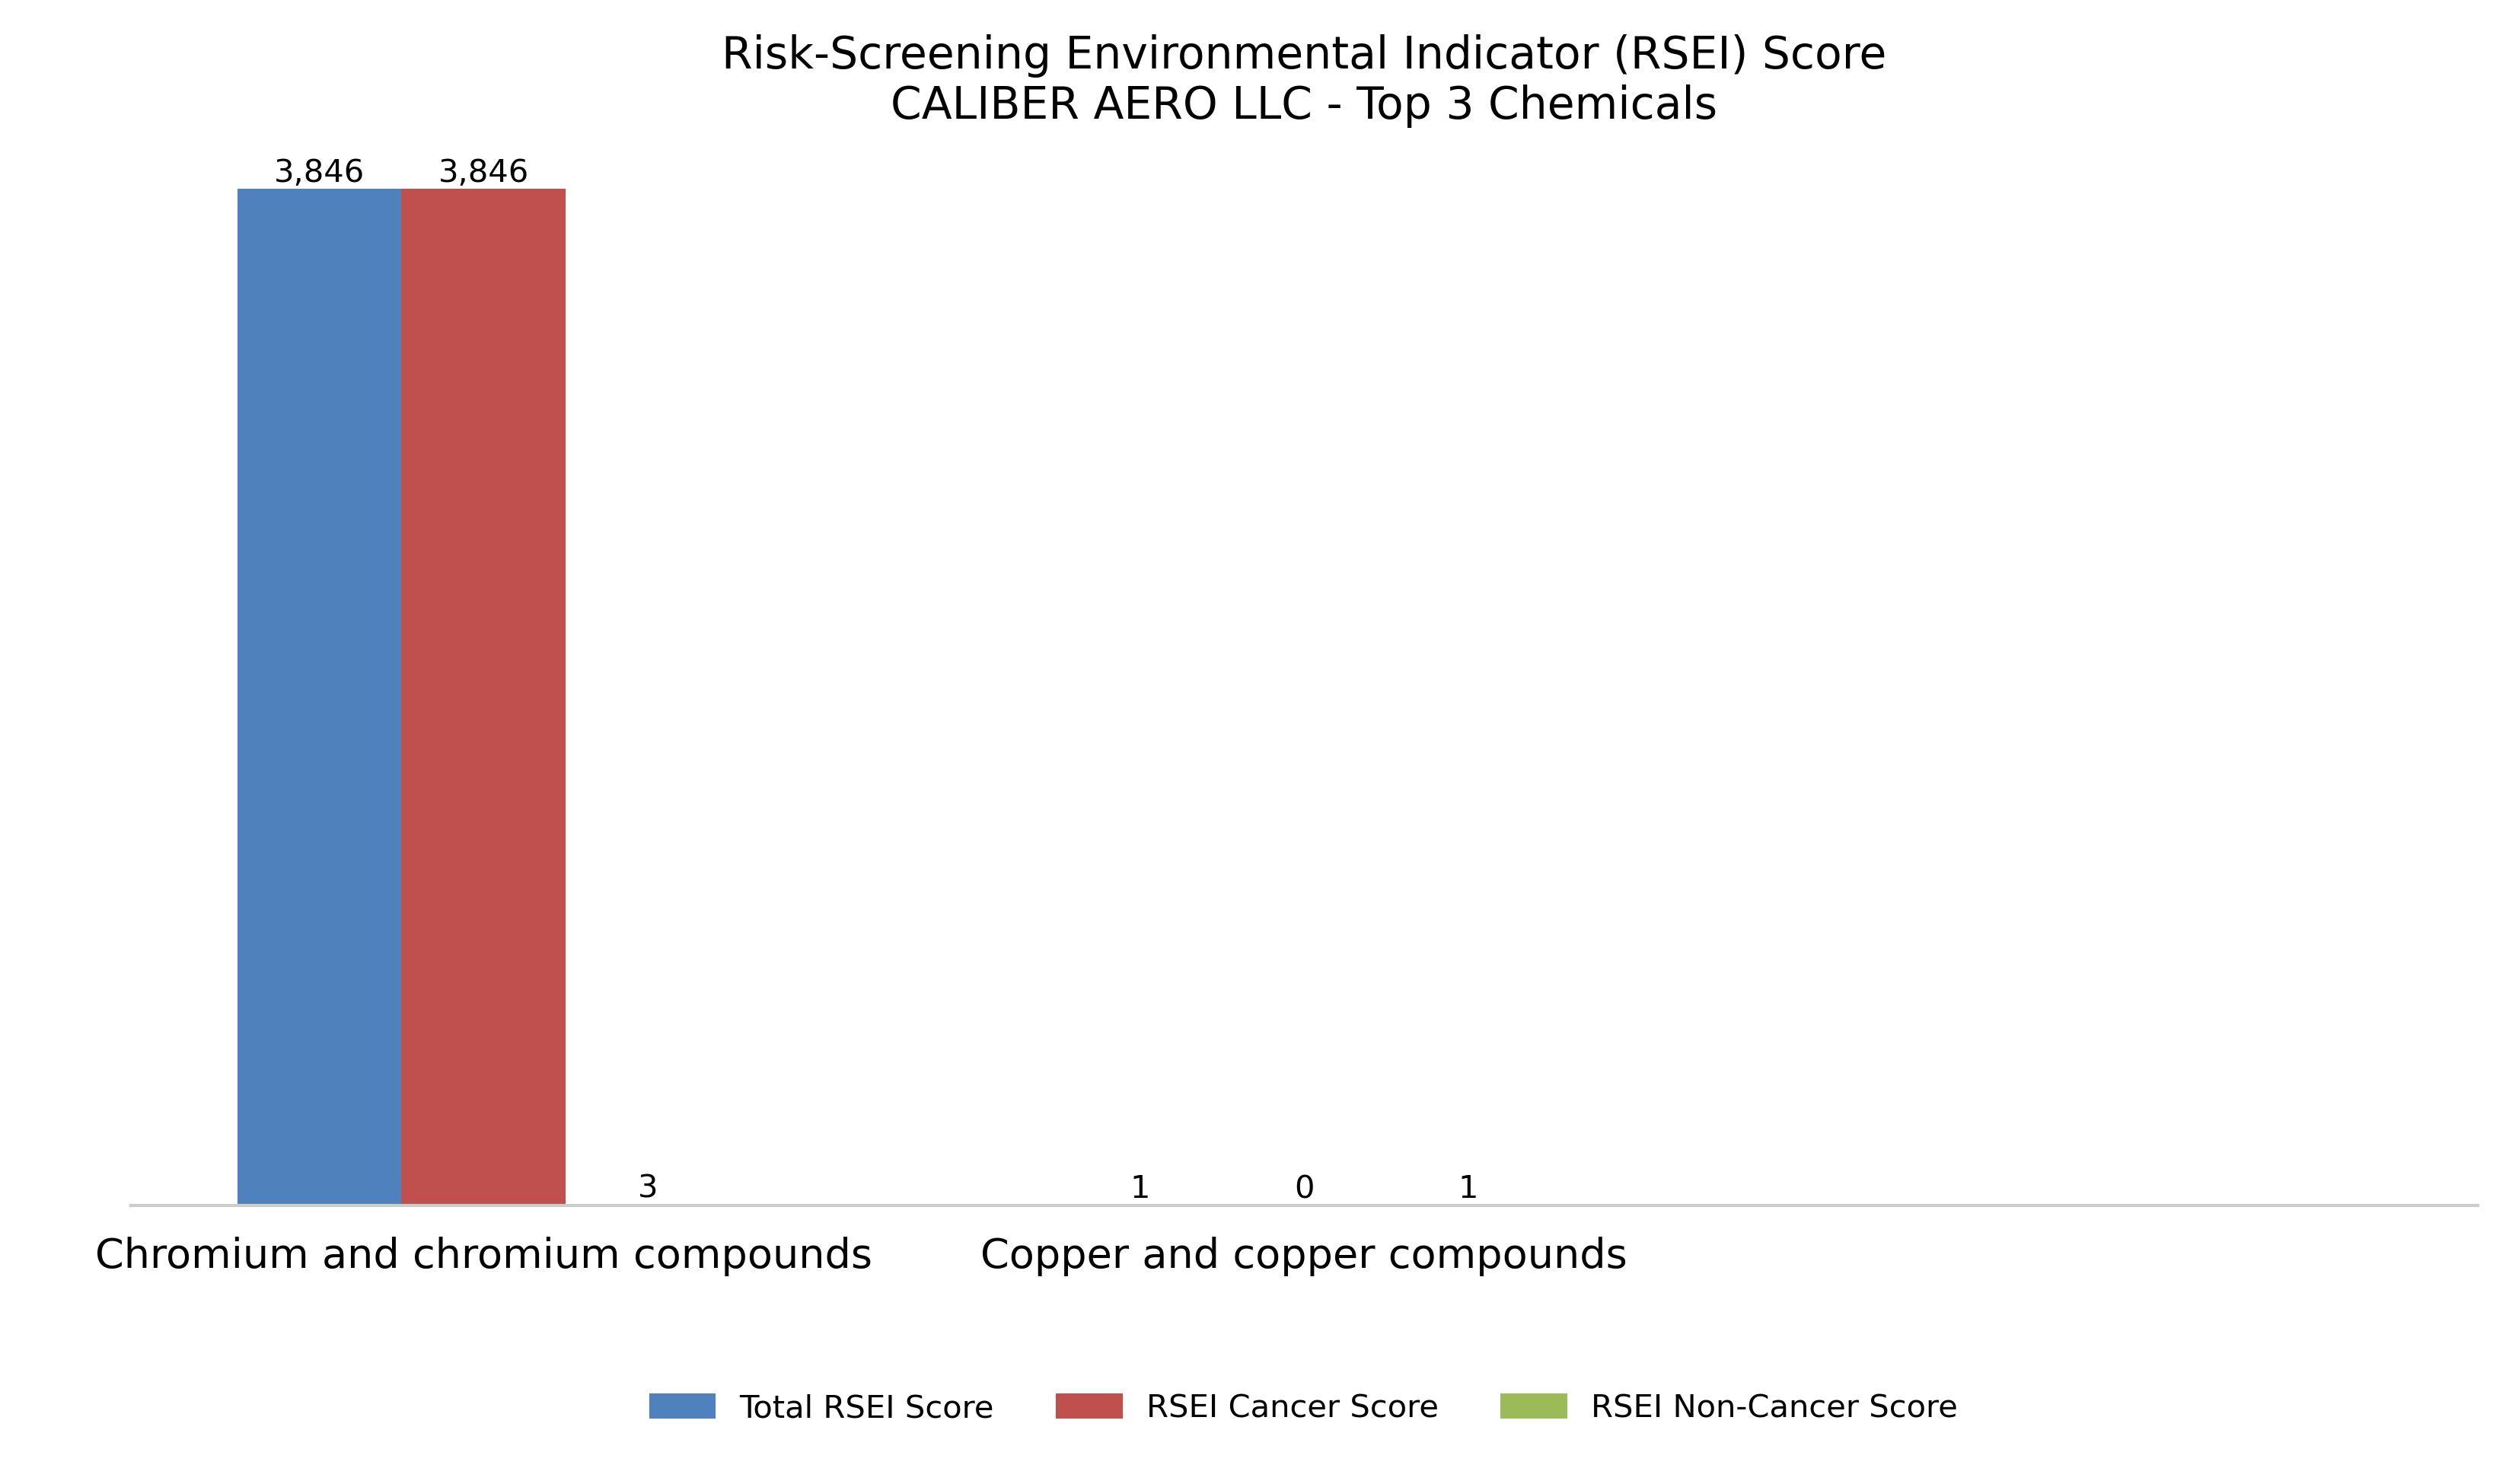 Risk-Screening Environmental Indicator (RSEI) Score
CALIBER AERO LLC - Top 3 Chemicals
3,846 3,846
3 1 0 1
Chromium and chromium compounds Copper and copper compounds
Total RSEI Score RSEI Cancer Score RSEI Non-Cancer Score